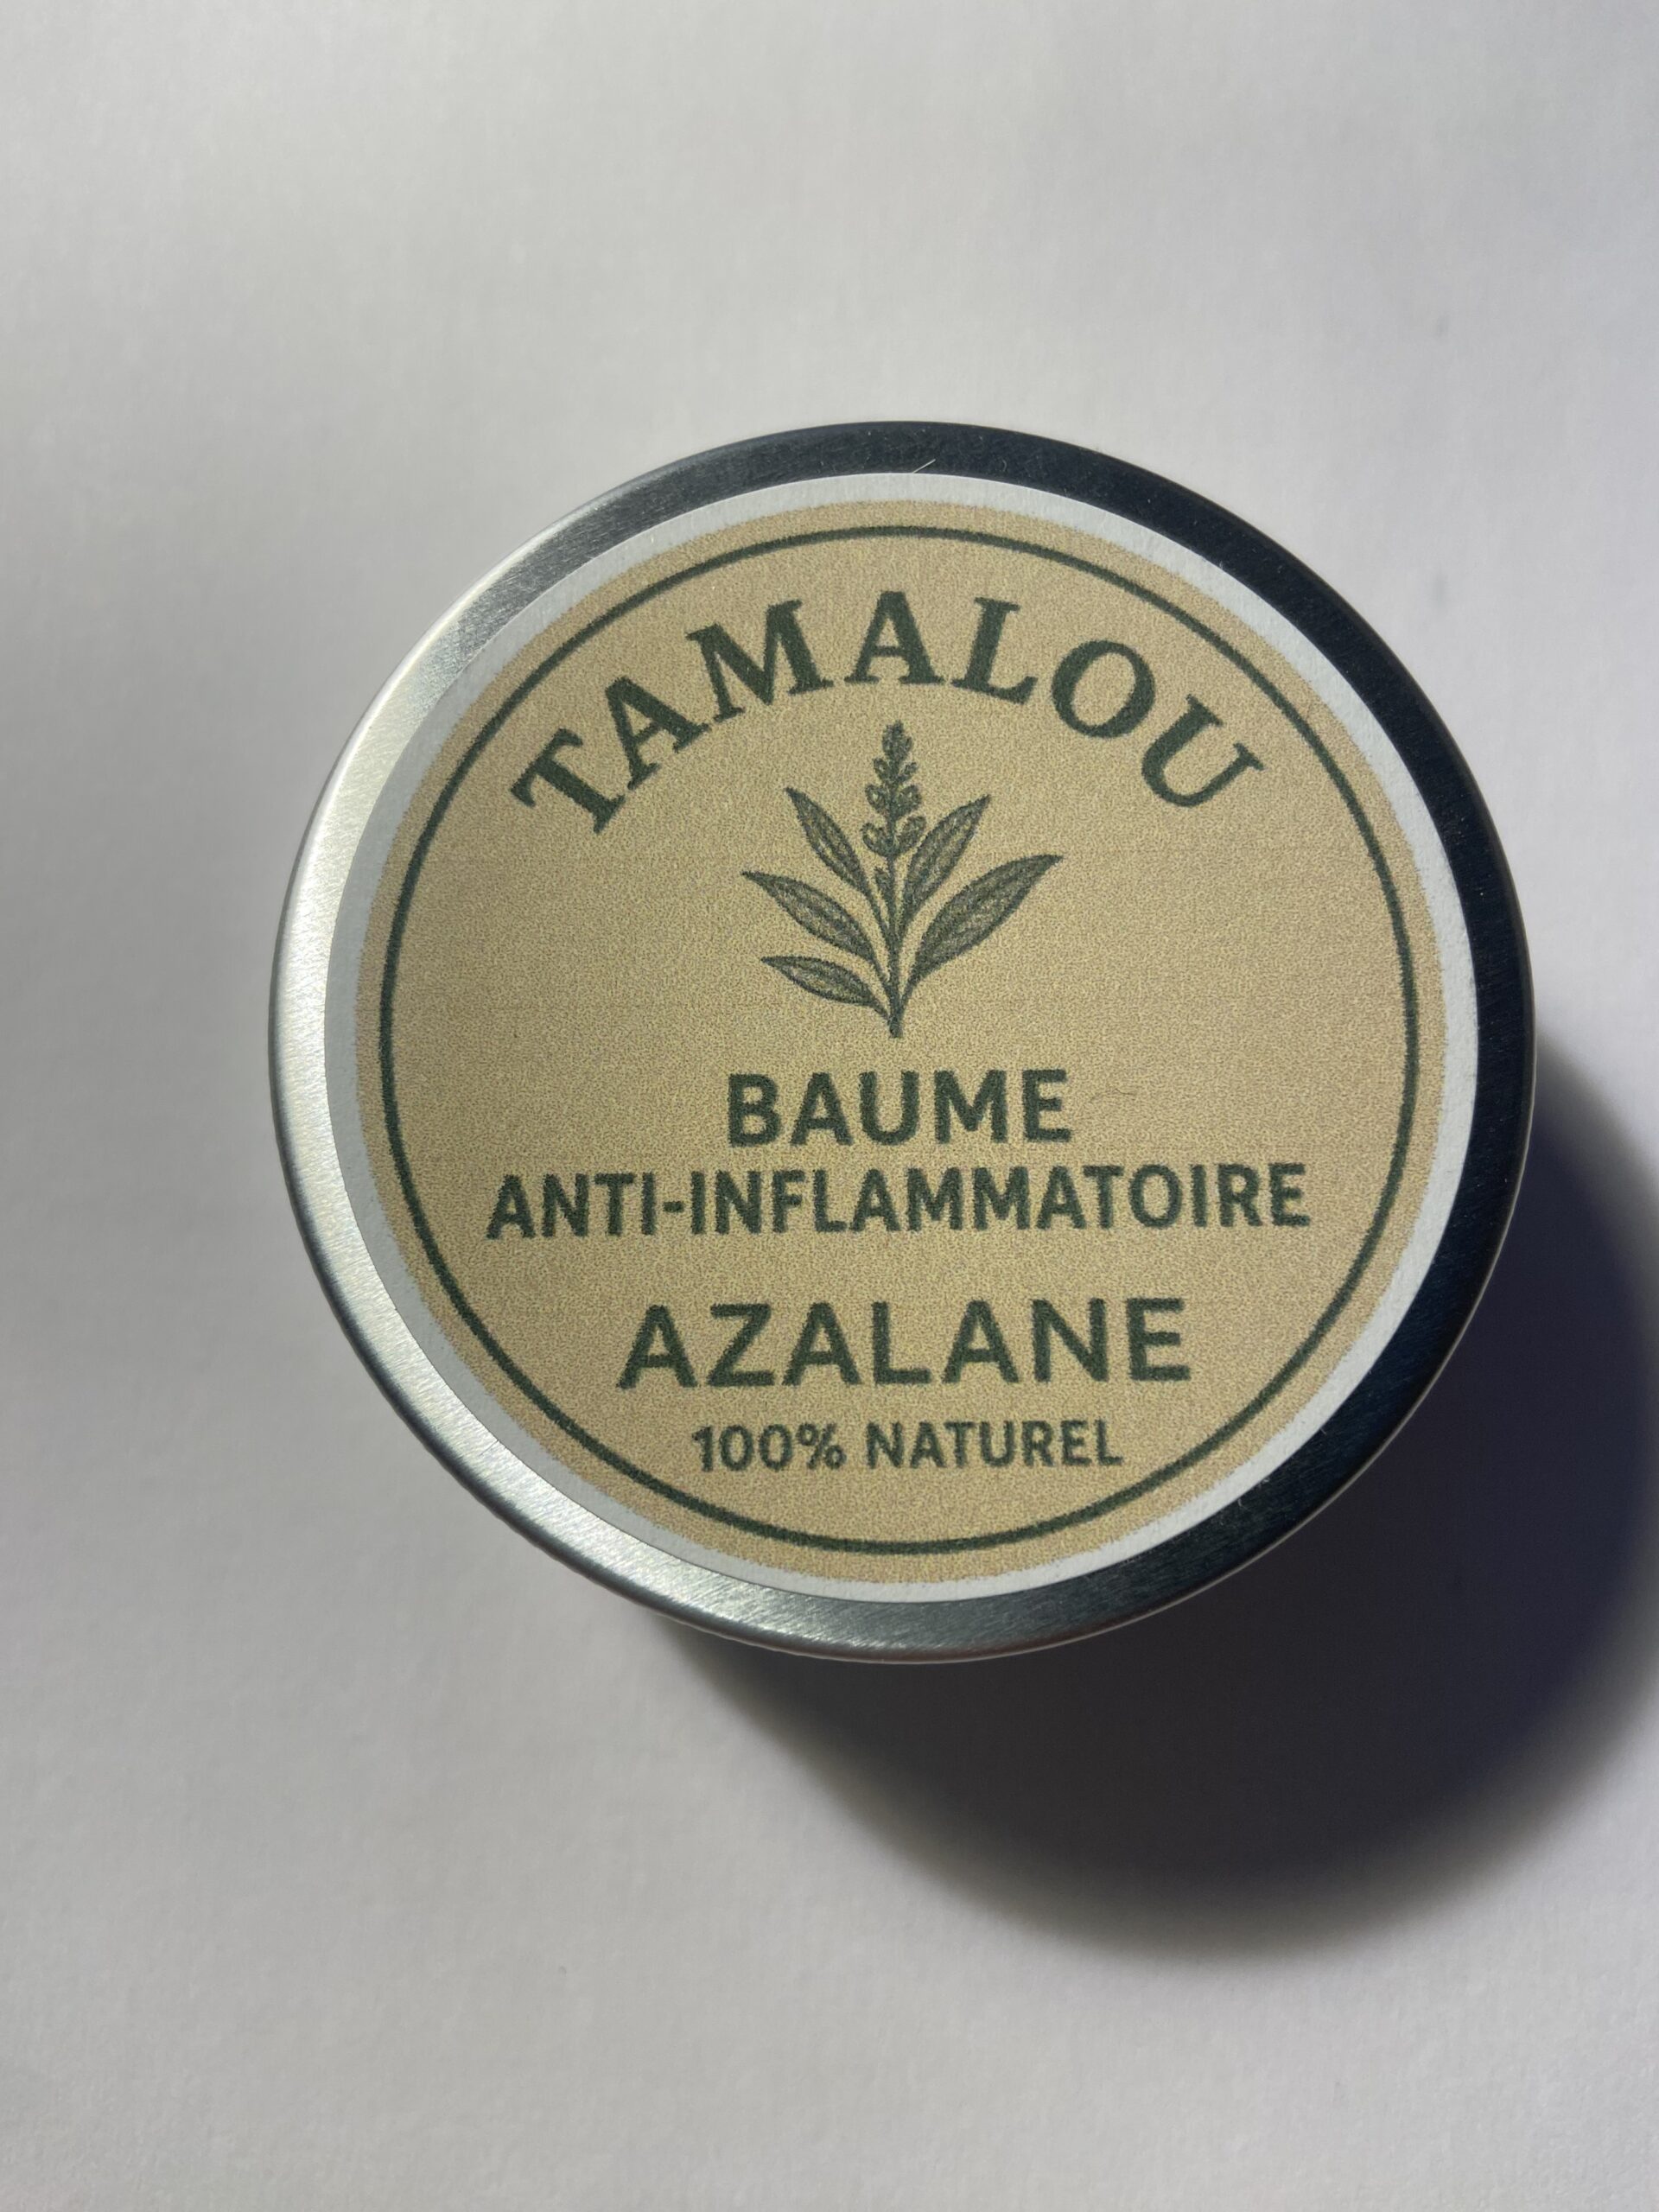 TAMALOU
BAUME
ANTI-INFLAMMATOIRE
AZALANE
100% NATUREL